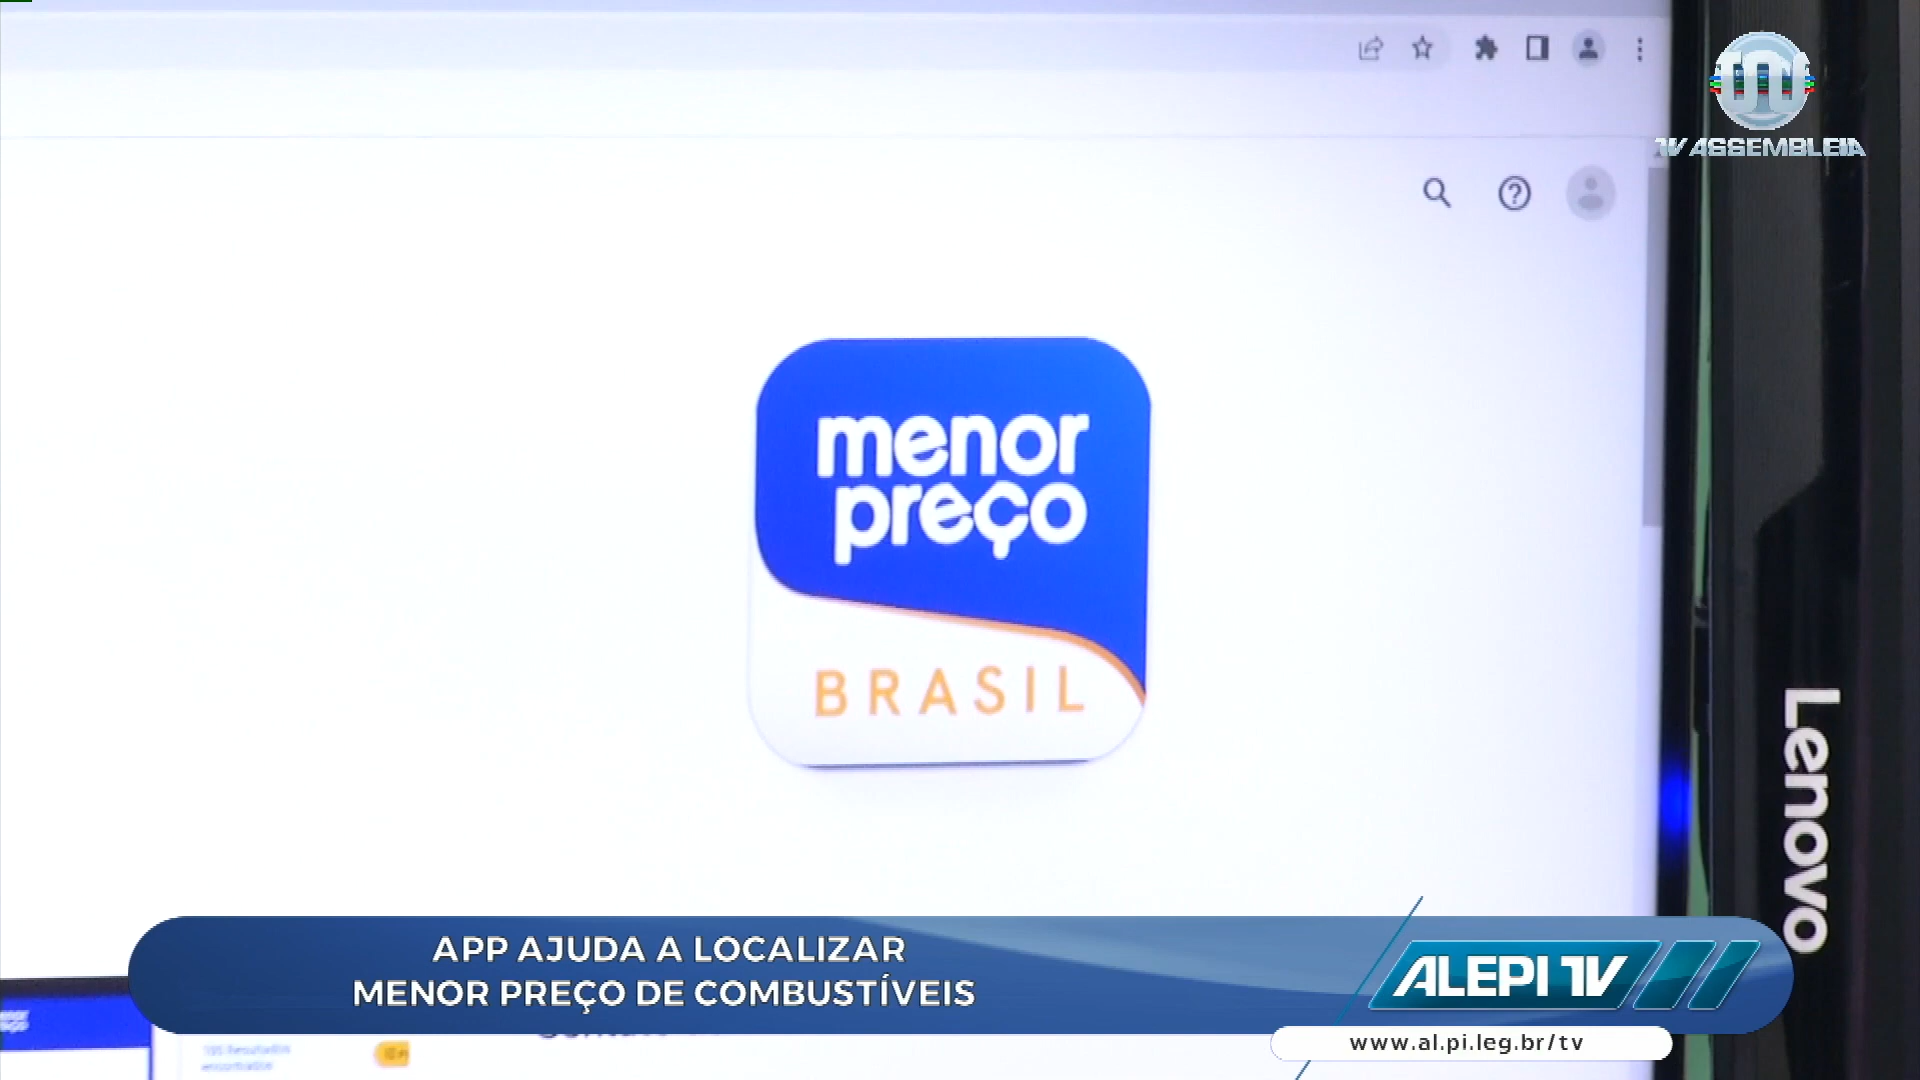 TV ASSEMBLEIA
menor
preço
BRASIL
Lenovo
APP AJUDA A LOCALIZAR
MENOR PREÇO DE COMBUSTÍVEIS
ALEPI TV
www.al.pi.leg.br/tv